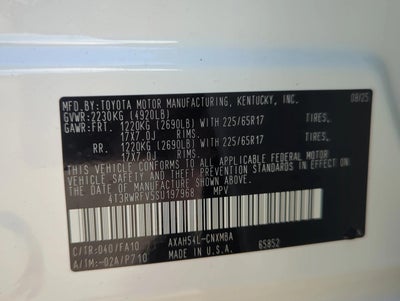 MFD.BY:TOYOTA MOTOR MANUFACTURING, KENTUCKY, INC. 08/25
GVWR:2230KG (4920LB)
GAWR:FRT. 1220KG (2690LB) WITH 225/65R17 TIRES,
17X7.0J RIMS.
RR. 1220KG (2690LB) WITH 225/65R17 TIRES,
17X7.0J RIMS.
THIS VEHICLE CONFORMS TO ALL APPLICABLE FEDERAL MOTOR
VEHICLE SAFETY AND THEFT PREVENTION STANDARDS IN EFFECT
ON THE DATE OF MANUFACTURE SHOWN ABOVE.
4T3RWRFV5SU197968 MPV
C/TR:040/FA10 AXAH54L-CNXMBA 65852
A/TM:-02A/P710 MADE IN U.S.A.